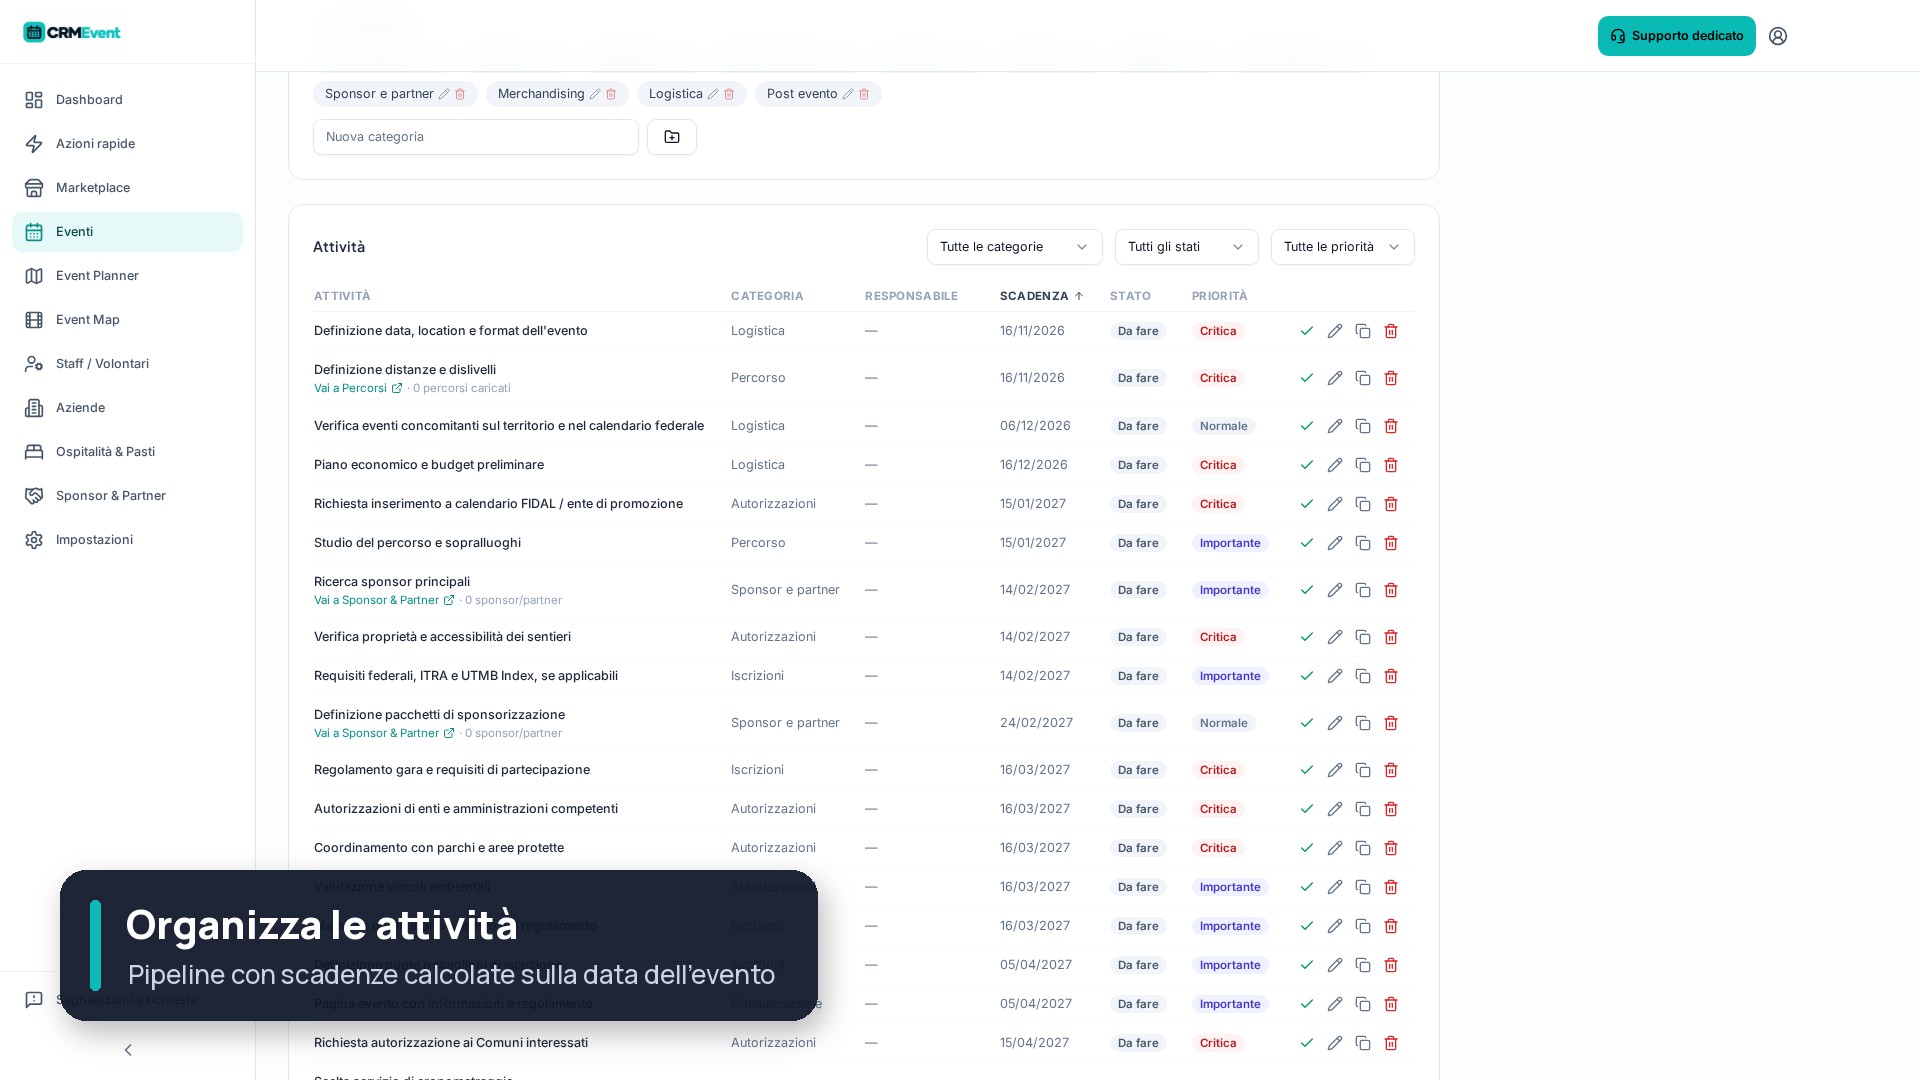 CRMEvent
Supporto dedicato
Dashboard
Azioni rapide
Marketplace
Eventi
Event Planner
Event Map
Staff / Volontari
Aziende
Ospitalità & Pasti
Sponsor & Partner
Impostazioni
Segnalazioni e richieste
Sponsor e partner
Merchandising
Logistica
Post evento
Nuova categoria
Attività
Tutte le categorie
Tutti gli stati
Tutte le priorità
ATTIVITÀ CATEGORIA RESPONSABILE SCADENZA STATO PRIORITÀ
Definizione data, location e format dell'evento Logistica — 16/11/2026 Da fare Critica
Definizione distanze e dislivelli Percorso — 16/11/2026 Da fare Critica
Vai a Percorsi · 0 percorsi caricati
Verifica eventi concomitanti sul territorio e nel calendario federale Logistica — 06/12/2026 Da fare Normale
Piano economico e budget preliminare Logistica — 16/12/2026 Da fare Critica
Richiesta inserimento a calendario FIDAL / ente di promozione Autorizzazioni — 15/01/2027 Da fare Critica
Studio del percorso e sopralluoghi Percorso — 15/01/2027 Da fare Importante
Ricerca sponsor principali Sponsor e partner — 14/02/2027 Da fare Importante
Vai a Sponsor & Partner · 0 sponsor/partner
Verifica proprietà e accessibilità dei sentieri Autorizzazioni — 14/02/2027 Da fare Critica
Requisiti federali, ITRA e UTMB Index, se applicabili Iscrizioni — 14/02/2027 Da fare Importante
Definizione pacchetti di sponsorizzazione Sponsor e partner — 24/02/2027 Da fare Normale
Vai a Sponsor & Partner · 0 sponsor/partner
Regolamento gara e requisiti di partecipazione Iscrizioni — 16/03/2027 Da fare Critica
Autorizzazioni di enti e amministrazioni competenti Autorizzazioni — 16/03/2027 Da fare Critica
Coordinamento con parchi e aree protette Autorizzazioni — 16/03/2027 Da fare Critica
Valutazione vincoli ambientali Autorizzazioni — 16/03/2027 Da fare Importante
regolamento Iscrizioni — 16/03/2027 Da fare Importante
— 05/04/2027 Da fare Importante
Pagina evento con informazioni e regolamento Comunicazione — 05/04/2027 Da fare Importante
Richiesta autorizzazione ai Comuni interessati Autorizzazioni — 15/04/2027 Da fare Critica
Organizza le attività
Pipeline con scadenze calcolate sulla data dell'evento